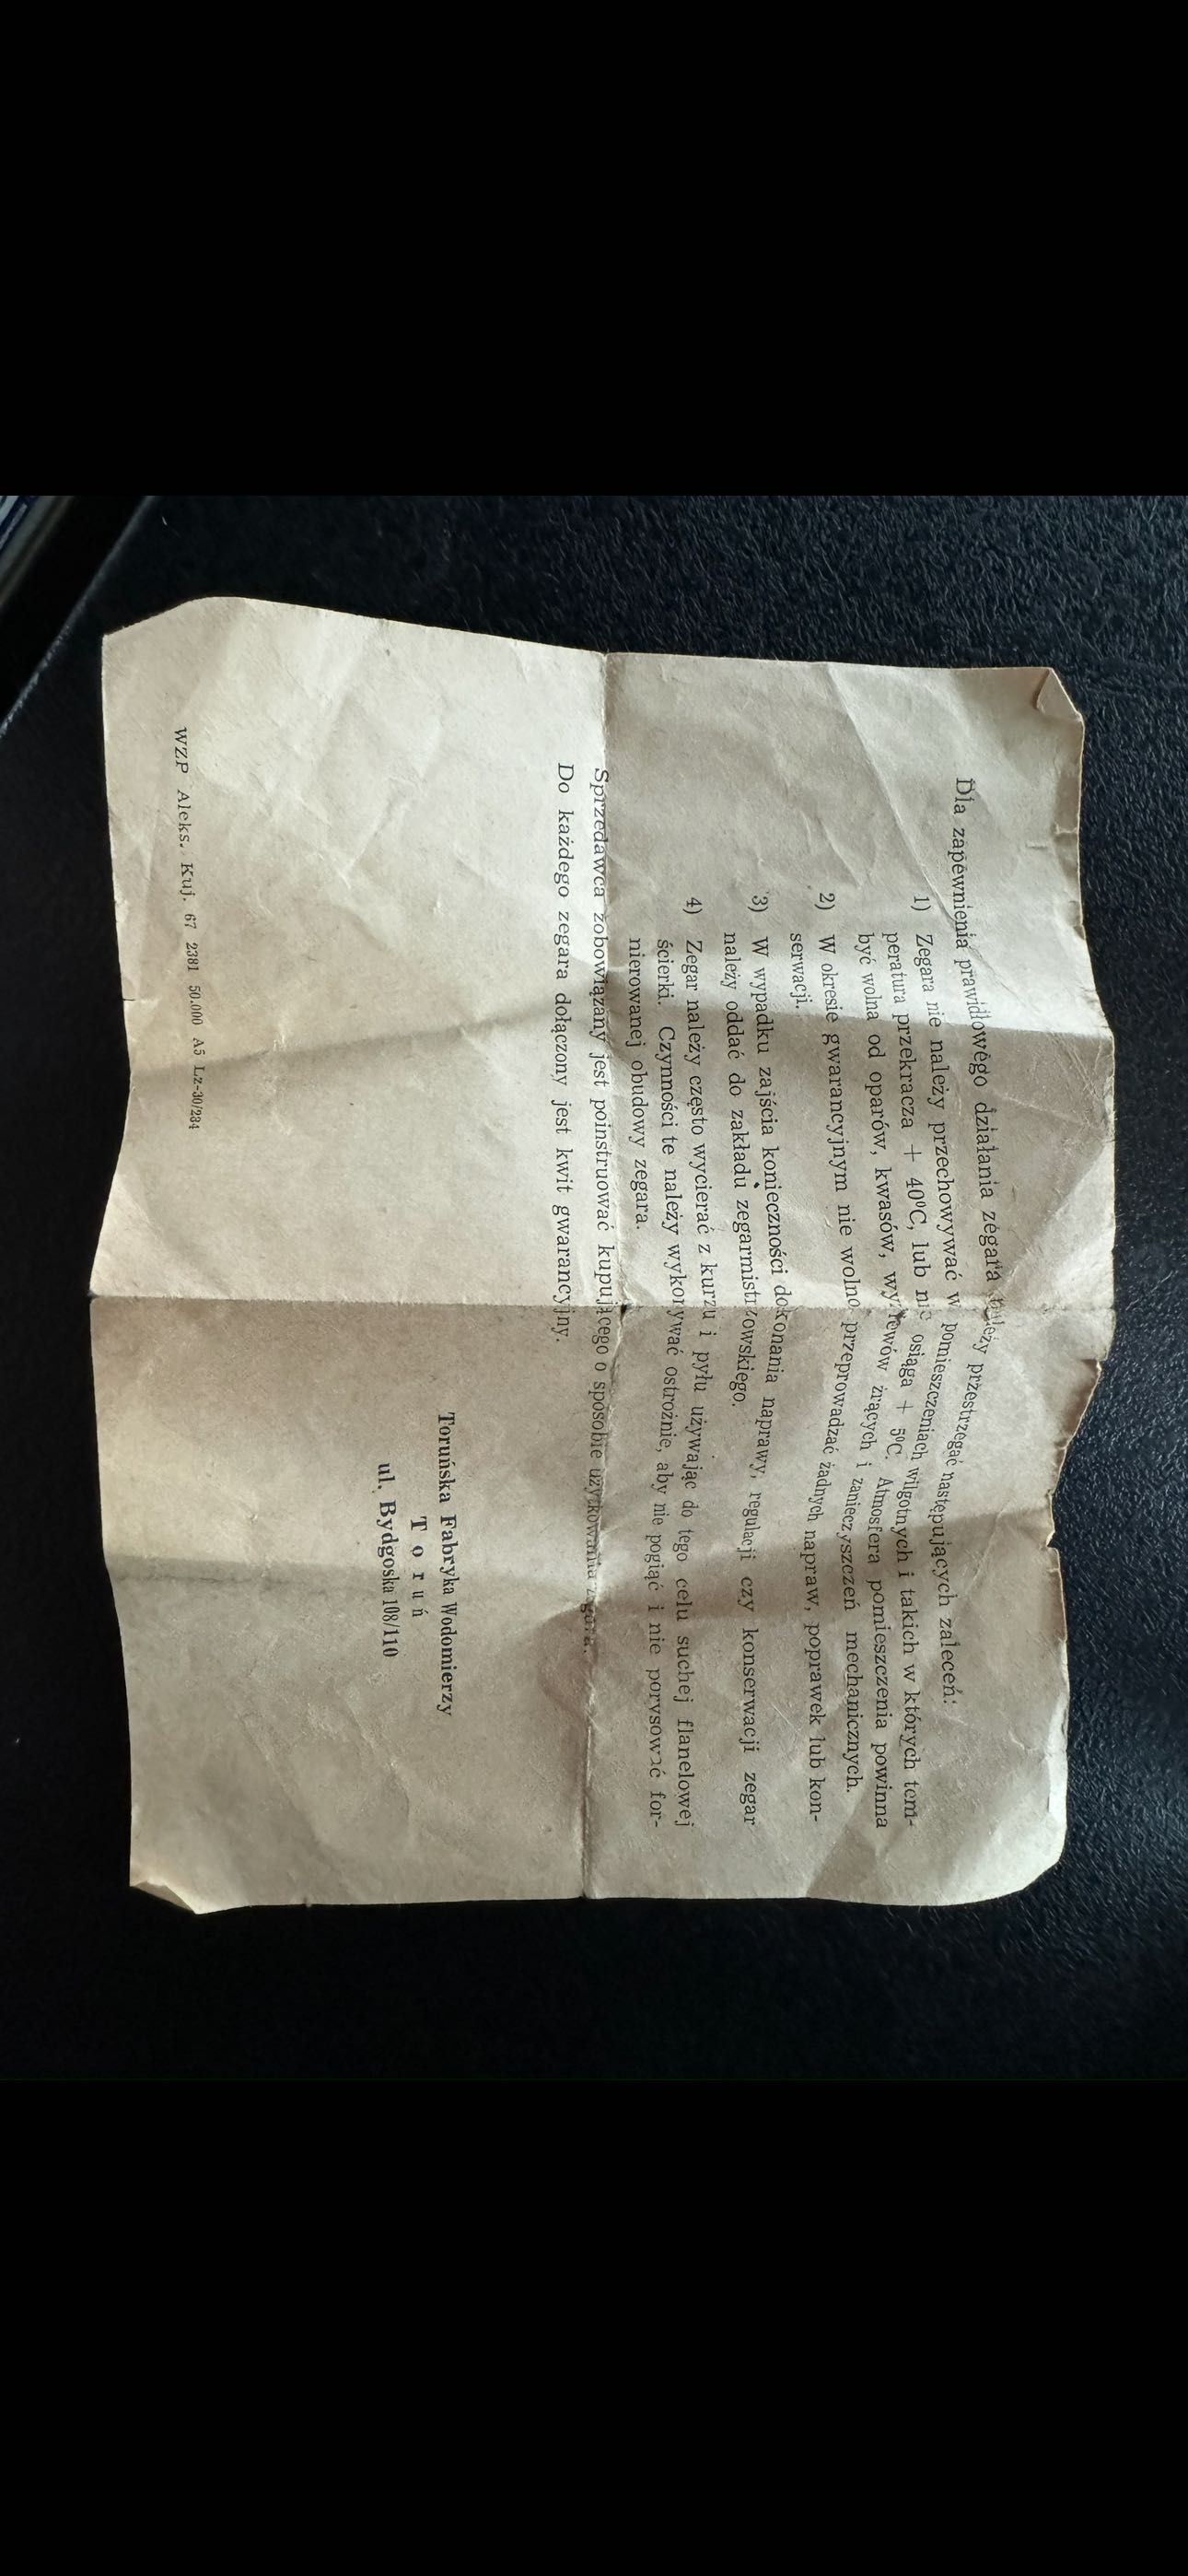 Dla zapewnienia prawidłowego działania zegara należy przestrzegać następujących zaleceń:
1) Zegara nie należy przechowywać w pomieszczeniach wilgotnych i takich w których tem-
peratura przekracza + 40⁰C, lub nie osiąga + 5⁰C. Atmosfera pomieszczenia powinna
być wolna od oparów, kwasów, wyziewów żrących i zanieczyszczeń mechanicznych.
2) W okresie gwarancyjnym nie wolno przeprowadzać żadnych napraw, poprawek lub kon-
serwacji.
3) W wypadku zajścia konieczności dokonania naprawy, regulacji czy konserwacji zegar
należy oddać do zakładu zegarmistrzowskiego.
4) Zegar należy często wycierać z kurzu i pyłu używając do tego celu suchej flanelowej
ścierki. Czynności te należy wykonywać ostrożnie, aby nie pogiąć i nie porysować for-
nierowanej obudowy zegara.
Sprzedawca zobowiązany jest poinstruować kupującego o sposobie użytkowania zegara.
Do każdego zegara dołączony jest kwit gwarancyjny.
Toruńska Fabryka Wodomierzy
T o r u ń
ul. Bydgoska 108/110
WZP Aleks. Kuj. 67 2381 50.000 A5 Lz-30/234